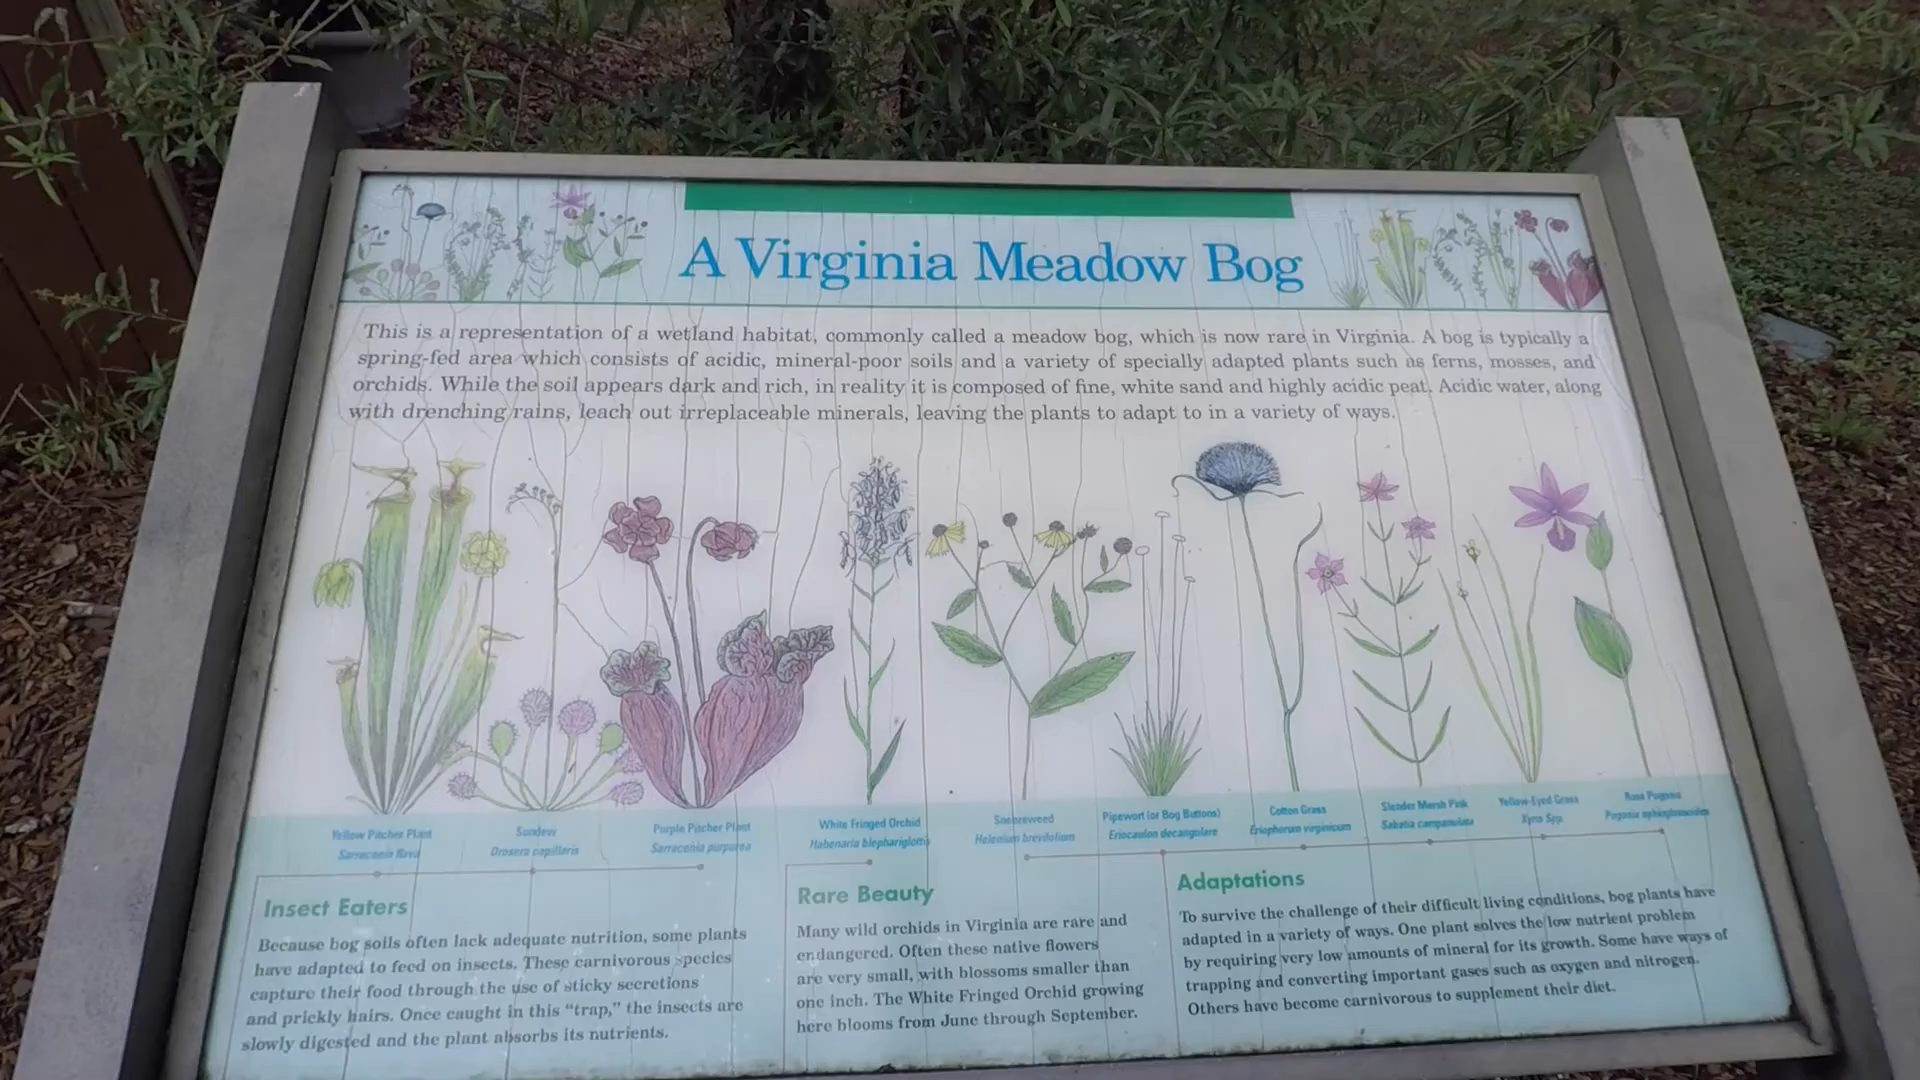 A Virginia Meadow Bog
This is a representation of a wetland habitat, commonly called a meadow bog, which is now rare in Virginia. A bog is typically a
spring-fed area which consists of acidic, mineral-poor soils and a variety of specially adapted plants such as ferns, mosses, and
orchids. While the soil appears dark and rich, in reality it is composed of fine, white sand and highly acidic peat. Acidic water, along
with drenching rains, leach out irreplaceable minerals, leaving the plants to adapt to in a variety of ways.
Yellow Pitcher Plant
Sarracenia flava
Sundew
Drosera capillaris
Purple Pitcher Plant
Sarracenia purpurea
White Fringed Orchid
Habenaria blephariglottis
Sneezeweed
Helenium
Pipewort (or Bog Buttons)
Eriocaulon decangolare
Cotton Grass
Eriophorum virginicum
Slender Marsh Pink
Sabatia campanulata
Yellow-Eyed Grass
Xyris Spp.
Rose Pogonia
Pogonia
Insect Eaters
Because bog soils often lack adequate nutrition, some plants
have adapted to feed on insects. These carnivorous species
capture their food through the use of sticky secretions
and prickly hairs. Once caught in this “trap,” the insects are
slowly digested and the plant absorbs its nutrients.
Rare Beauty
Many wild orchids in Virginia are rare and
endangered. Often these native flowers
are very small, with blossoms smaller than
one inch. The White Fringed Orchid growing
here blooms from June through September.
Adaptations
To survive the challenge of their difficult living conditions, bog plants have
adapted in a variety of ways. One plant solves the low nutrient problem
by requiring very low amounts of mineral for its growth. Some have ways of
trapping and converting important gases such as oxygen and nitrogen.
Others have become carnivorous to supplement their diet.